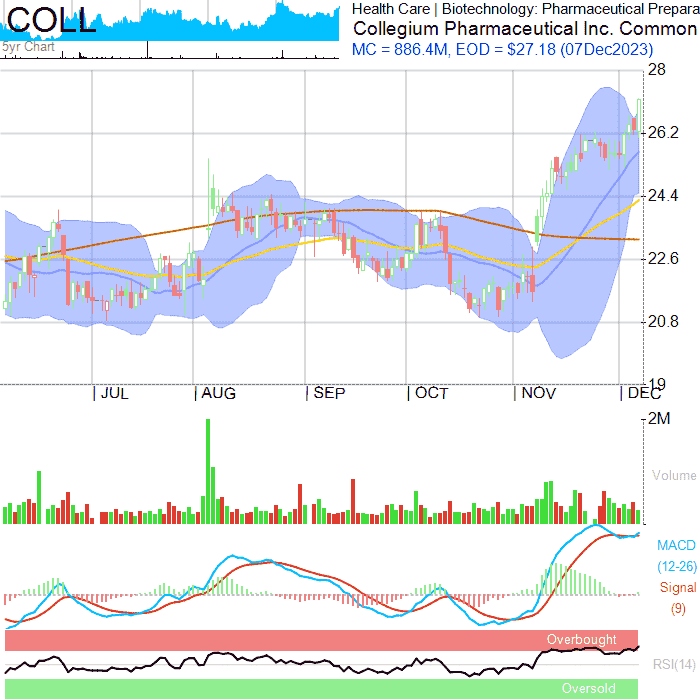 COLL
5yr Chart
Health Care | Biotechnology: Pharmaceutical Prepara
Collegium Pharmaceutical Inc. Common
MC = 886.4M, EOD = $27.18 (07Dec2023)
28
26.2
24.4
22.6
20.8
19
JUL
AUG
SEP
OCT
NOV
DEC
2M
Volume
MACD
(12-26)
Signal
(9)
Overbought
RSI(14)
Oversold